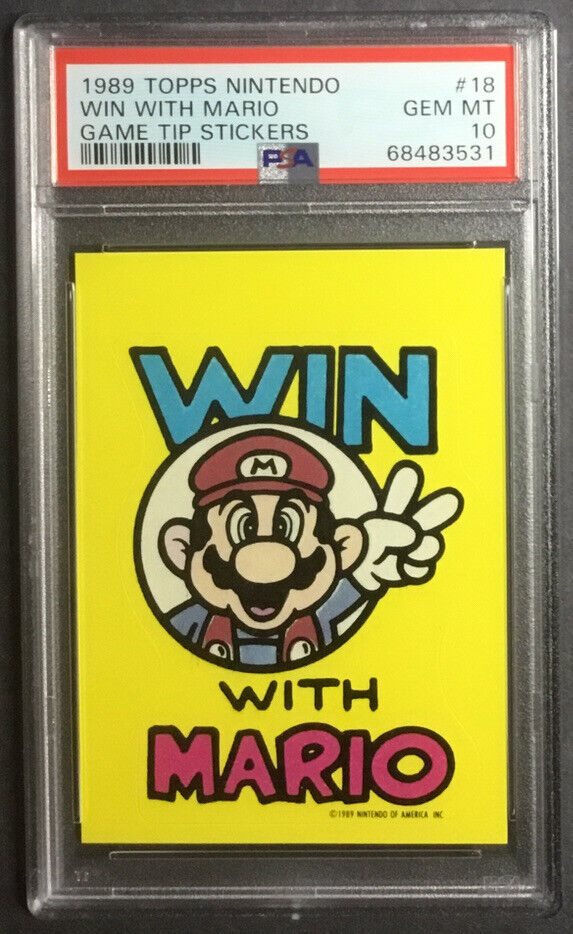 1989 TOPPS NINTENDO #18
WIN WITH MARIO GEM MT
GAME TIP STICKERS 10
PSA 68483531
WIN
M
WITH
MARIO
©1989 NINTENDO OF AMERICA INC